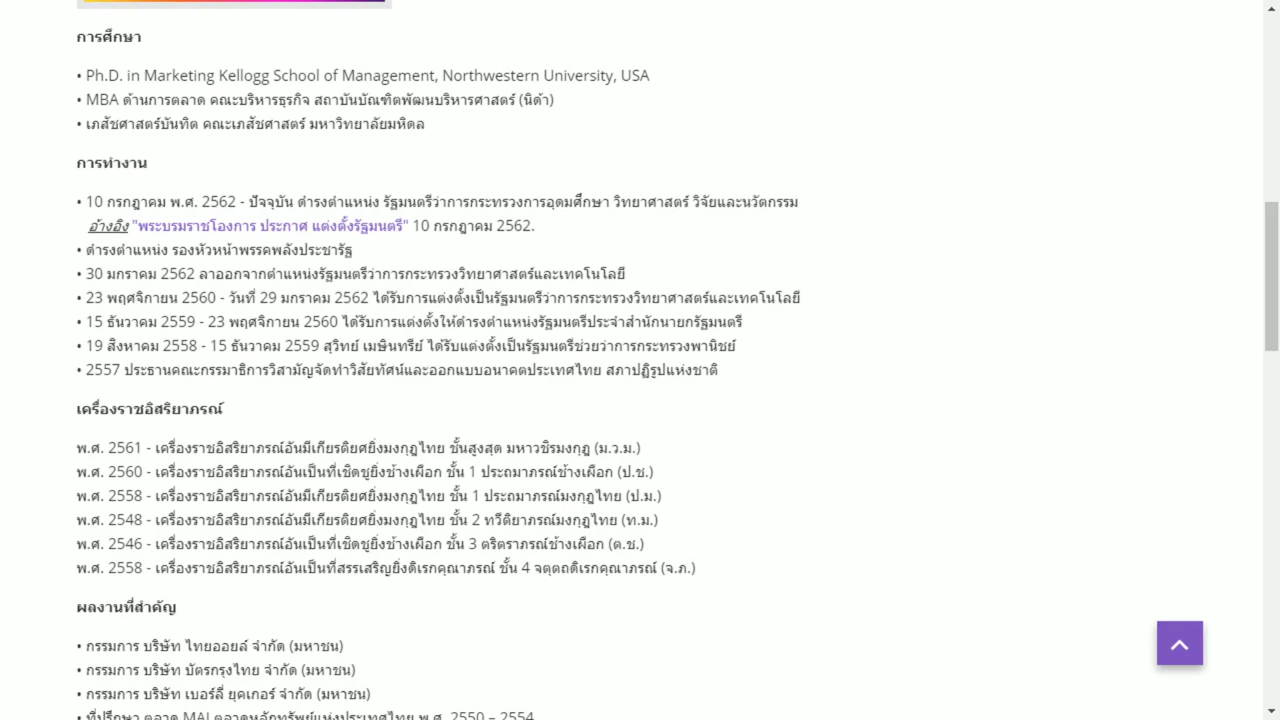 การศึกษา
• Ph.D. in Marketing Kellogg School of Management, Northwestern University, USA
• MBA ด้านการตลาด คณะบริหารธุรกิจ สถาบันบัณฑิตพัฒนบริหารศาสตร์ (นิด้า)
• เภสัชศาสตร์บันทิต คณะเภสัชศาสตร์ มหาวิทยาลัยมหิดล
การทำงาน
• 10 กรกฎาคม พ.ศ. 2562 - ปัจจุบัน ดำรงตำแหน่ง รัฐมนตรีว่าการกระทรวงการอุดมศึกษา วิทยาศาสตร์ วิจัยและนวัตกรรม
อ้างอิง "พระบรมราชโองการ ประกาศ แต่งตั้งรัฐมนตรี" 10 กรกฎาคม 2562.
• ดำรงตำแหน่ง รองหัวหน้าพรรคพลังประชารัฐ
• 30 มกราคม 2562 ลาออกจากตำแหน่งรัฐมนตรีว่าการกระทรวงวิทยาศาสตร์และเทคโนโลยี
• 23 พฤศจิกายน 2560 - วันที่ 29 มกราคม 2562 ได้รับการแต่งตั้งเป็นรัฐมนตรีว่าการกระทรวงวิทยาศาสตร์และเทคโนโลยี
• 15 ธันวาคม 2559 - 23 พฤศจิกายน 2560 ได้รับการแต่งตั้งให้ดำรงตำแหน่งรัฐมนตรีประจำสำนักนายกรัฐมนตรี
• 19 สิงหาคม 2558 - 15 ธันวาคม 2559 สุวิทย์ เมษินทรีย์ ได้รับแต่งตั้งเป็นรัฐมนตรีช่วยว่าการกระทรวงพานิชย์
• 2557 ประธานคณะกรรมาธิการวิสามัญจัดทำวิสัยทัศน์และออกแบบอนาคตประเทศไทย สภาปฏิรูปแห่งชาติ
เครื่องราชอิสริยาภรณ์
พ.ศ. 2561 - เครื่องราชอิสริยาภรณ์อันมีเกียรติยศยิ่งมงกุฎไทย ชั้นสูงสุด มหาวชิรมงกุฎ (ม.ว.ม.)
พ.ศ. 2560 - เครื่องราชอิสริยาภรณ์อันเป็นที่เชิดชูยิ่งช้างเผือก ชั้น 1 ประถมาภรณ์ช้างเผือก (ป.ช.)
พ.ศ. 2558 - เครื่องราชอิสริยาภรณ์อันมีเกียรติยศยิ่งมงกุฎไทย ชั้น 1 ประถมาภรณ์มงกุฎไทย (ป.ม.)
พ.ศ. 2548 - เครื่องราชอิสริยาภรณ์อันมีเกียรติยศยิ่งมงกุฎไทย ชั้น 2 ทวีติยาภรณ์มงกุฎไทย (ท.ม.)
พ.ศ. 2546 - เครื่องราชอิสริยาภรณ์อันเป็นที่เชิดชูยิ่งช้างเผือก ชั้น 3 ตริตราภรณ์ช้างเผือก (ต.ช.)
พ.ศ. 2558 - เครื่องราชอิสริยาภรณ์อันเป็นที่สรรเสริญยิ่งดิเรกคุณาภรณ์ ชั้น 4 จตุตถดิเรกคุณาภรณ์ (จ.ภ.)
ผลงานที่สำคัญ
• กรรมการ บริษัท ไทยออยล์ จำกัด (มหาชน)
• กรรมการ บริษัท บัตรกรุงไทย จำกัด (มหาชน)
• กรรมการ บริษัท เบอร์ลี่ ยุคเกอร์ จำกัด (มหาชน)
• ที่ปรึกษา ตลาด MAI ตลาดหลักทรัพย์แห่งประเทศไทย พ.ศ. 2550 – 2554